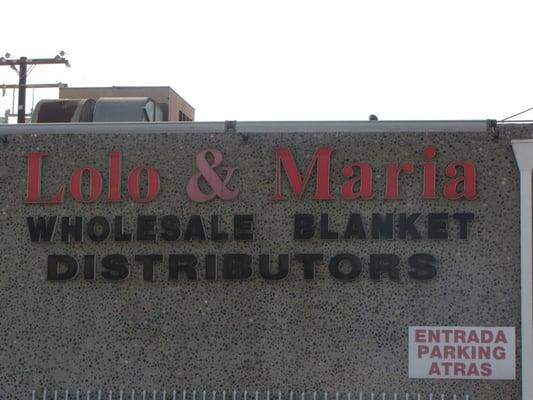 Lolo & Maria
WHOLESALE BLANKET
DISTRIBUTORS
ENTRADA
PARKING
ATRAS